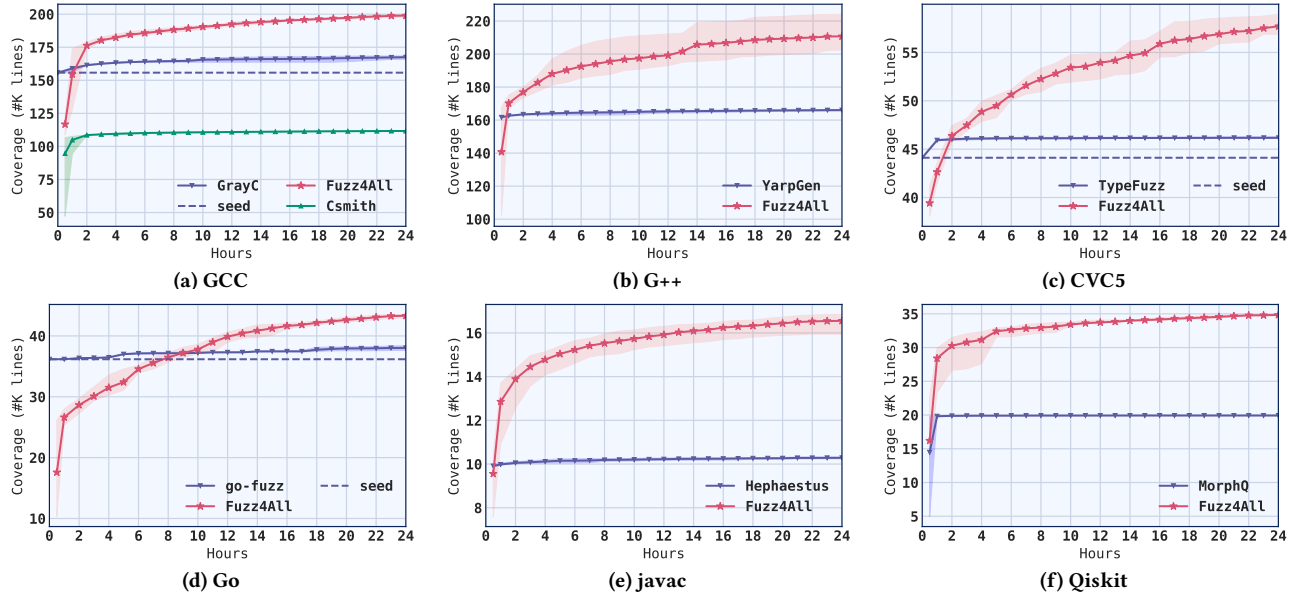 200
175
150
125
100
75
50
Coverage (#K lines)
GrayC
seed
Fuzz4All
Csmith
0 2 4 6 8 10 12 14 16 18 20 22 24
Hours
(a) GCC
220
200
180
160
140
120
100
Coverage (#K lines)
YarpGen
Fuzz4All
0 2 4 6 8 10 12 14 16 18 20 22 24
Hours
(b) G++
55
50
45
40
Coverage (#K lines)
TypeFuzz
Fuzz4All
seed
0 2 4 6 8 10 12 14 16 18 20 22 24
Hours
(c) CVC5
40
30
20
10
Coverage (#K lines)
go-fuzz
Fuzz4All
seed
0 2 4 6 8 10 12 14 16 18 20 22 24
Hours
(d) Go
16
14
12
10
8
Coverage (#K lines)
Hephaestus
Fuzz4All
0 2 4 6 8 10 12 14 16 18 20 22 24
Hours
(e) javac
35
30
25
20
15
10
5
Coverage (#K lines)
MorphQ
Fuzz4All
0 2 4 6 8 10 12 14 16 18 20 22 24
Hours
(f) Qiskit